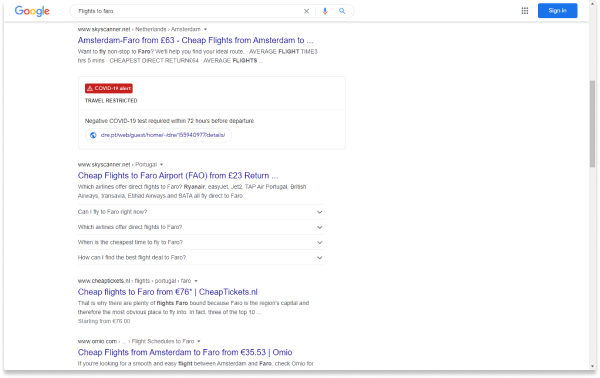 Google
Flights to faro
Sign in
www.skyscanner.net › Netherlands › Amsterdam
Amsterdam-Faro from £63 - Cheap Flights from Amsterdam to ...
Want to fly non-stop to Faro? We'll help you find your ideal route. · AVERAGE FLIGHT TIME3
hrs 5 mins · CHEAPEST DIRECT RETURN£64 · AVERAGE FLIGHTS ...
COVID-19 alert
TRAVEL RESTRICTED
Negative COVID-19 test required within 72 hours before departure
dre.pt/web/guest/home/-/dre/155940977/details/
www.skyscanner.net › Portugal
Cheap Flights to Faro Airport (FAO) from £23 Return ...
Which airlines offer direct flights to Faro? Ryanair, easyJet, Jet2, TAP Air Portugal, British
Airways, transavia, Etihad Airways and SATA all fly direct to Faro
Can I fly to Faro right now?
Which airlines offer direct flights to Faro?
When is the cheapest time to fly to Faro?
How can I find the best flight deal to Faro?
www.cheaptickets.nl › flights › portugal › faro
Cheap flights to Faro from €76* | CheapTickets.nl
That is why there are plenty of flights Faro bound because Faro is the region's capital and
therefore the most obvious place to fly into. In fact, three of the top 10 ...
Starting from €76.00
www.omio.com › ... › Flight Schedules to Faro
Cheap Flights from Amsterdam to Faro from €35.53 | Omio
If you're looking for a smooth and easy flight between Amsterdam and Faro, check Omio for